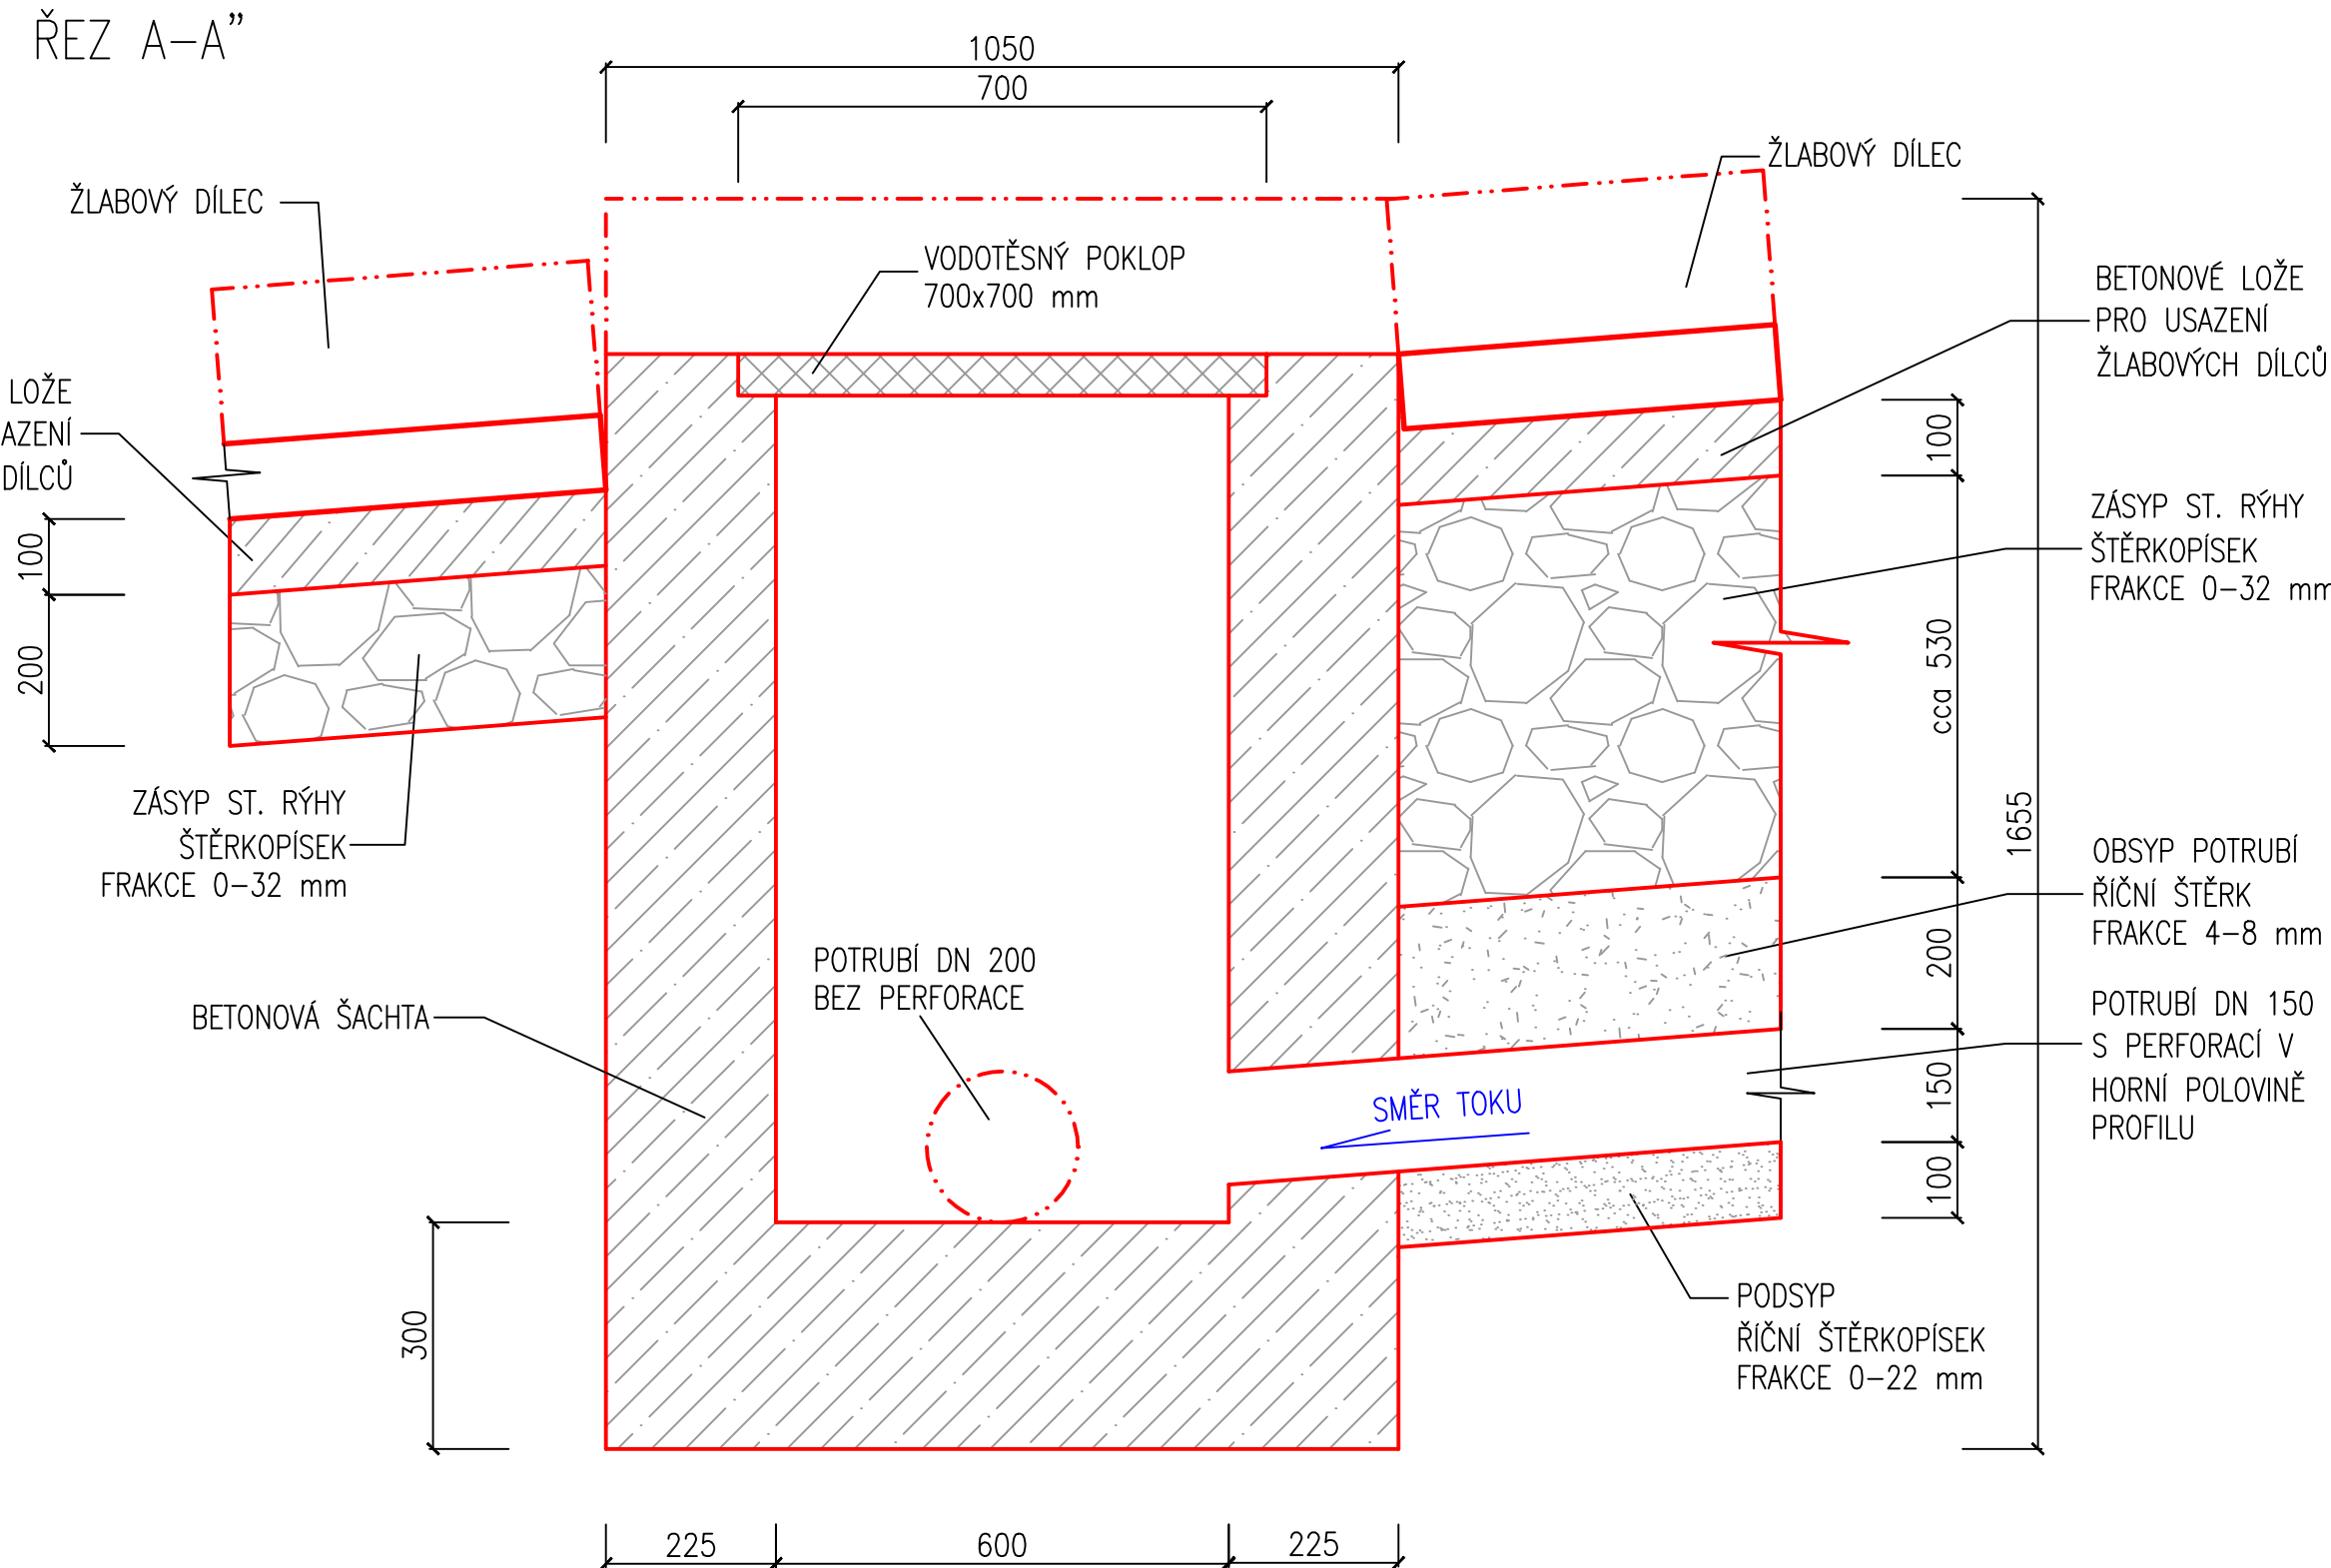 ŘEZ A–A”
1050
700
ŽLABOVÝ DÍLEC
ŽLABOVÝ DÍLEC
VODOTĚSNÝ POKLOP
700x700 mm
BETONOVÉ LOŽE
PRO USAZENÍ
ŽLABOVÝCH DÍLCŮ
LOŽE
AZENÍ
DÍLCŮ
100
200
100
cca 530
200
150
100
1655
ZÁSYP ST. RÝHY
ŠTĚRKOPÍSEK
FRAKCE 0–32 mm
ZÁSYP ST. RÝHY
ŠTĚRKOPÍSEK
FRAKCE 0–32 mm
OBSYP POTRUBÍ
ŘÍČNÍ ŠTĚRK
FRAKCE 4–8 mm
POTRUBÍ DN 200
BEZ PERFORACE
BETONOVÁ ŠACHTA
POTRUBÍ DN 150
S PERFORACÍ V
HORNÍ POLOVINĚ
PROFILU
SMĚR TOKU
PODSYP
ŘÍČNÍ ŠTĚRKOPÍSEK
FRAKCE 0–22 mm
300
225
600
225